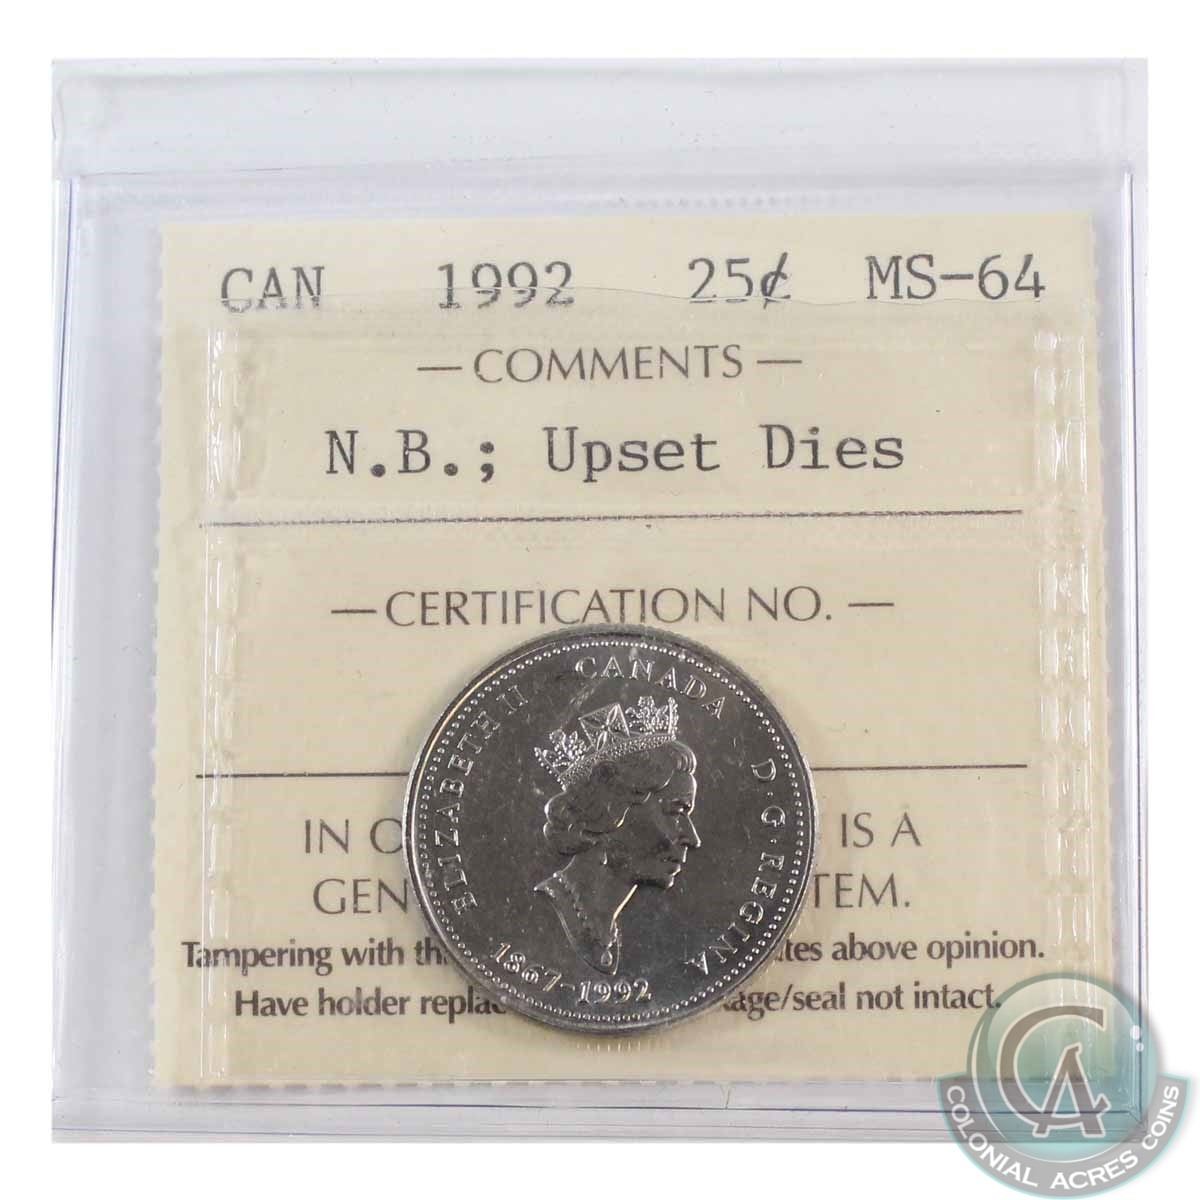 CAN 1992 25¢ MS-64
— COMMENTS —
N.B.; Upset Dies
— CERTIFICATION NO. —
IN O IS A
GEN TEM.
Tampering with th tes above opinion.
Have holder replac age/seal not intact.
ELIZABETH II CANADA D·G·REGINA
1867-1992
CA
COLONIAL ACRES COINS